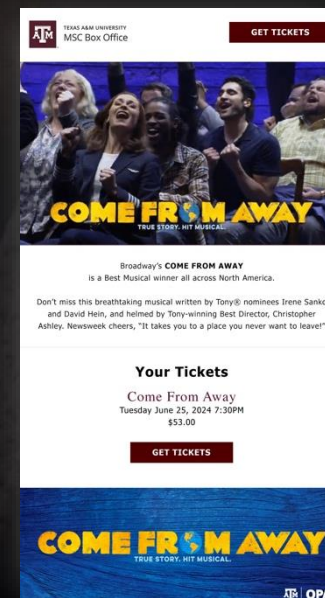 TEXAS A&M UNIVERSITY
MSC Box Office
GET TICKETS
COME FROM AWAY
TRUE STORY. HIT MUSICAL.
Broadway's COME FROM AWAY
is a Best Musical winner all across North America.
Don't miss this breathtaking musical written by Tony® nominees Irene Sanko
and David Hein, and helmed by Tony-winning Best Director, Christopher
Ashley. Newsweek cheers, "It takes you to a place you never want to leave!"
Your Tickets
Come From Away
Tuesday June 25, 2024 7:30PM
$53.00
GET TICKETS
COME FROM AWAY
TRUE STORY. HIT MUSICAL.
ATM OP